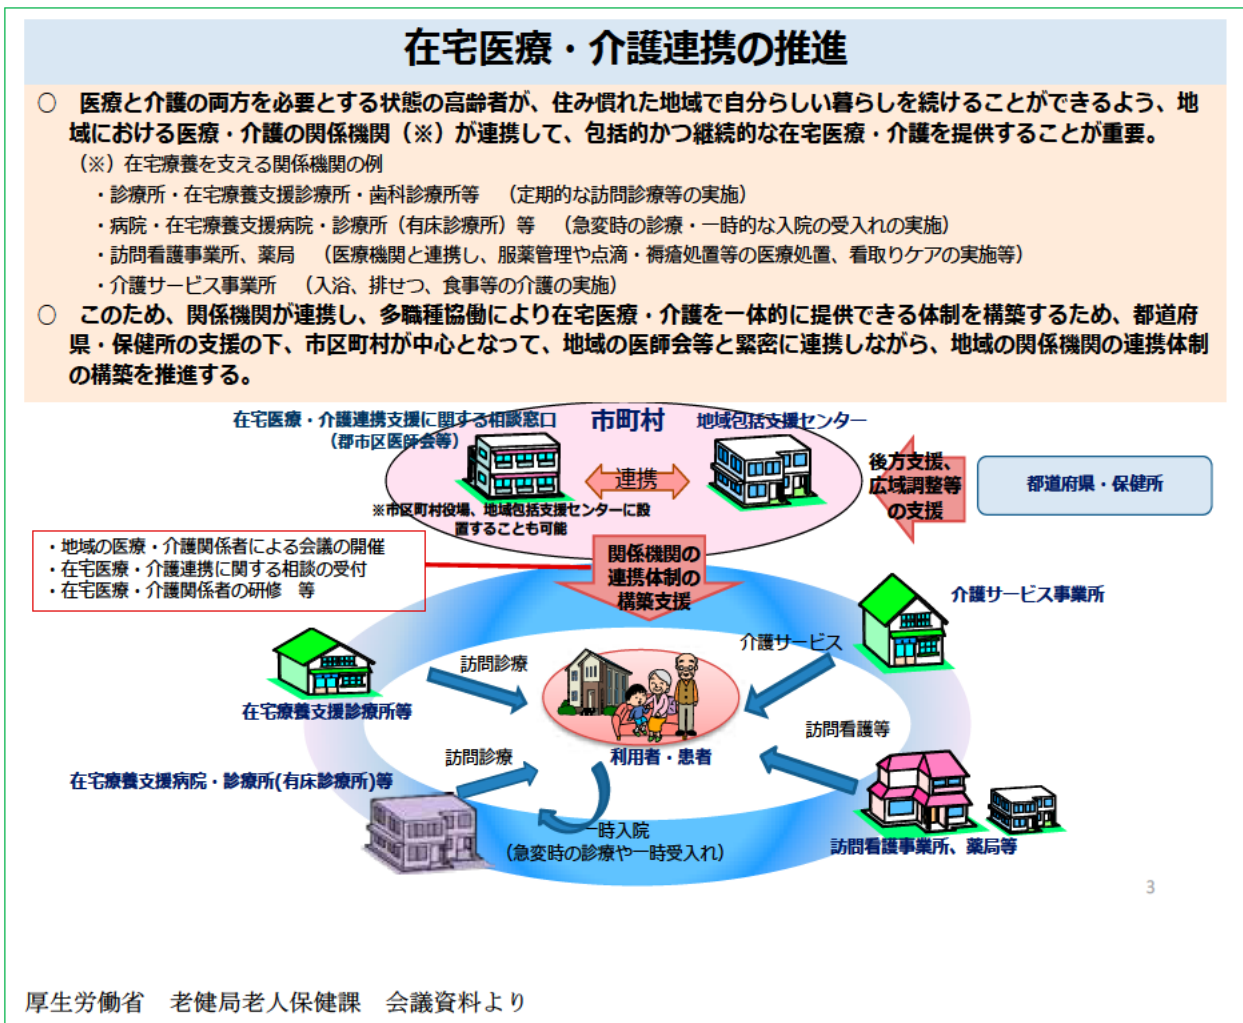 在宅医療・介護連携の推進
○　医療と介護の両方を必要とする状態の高齢者が、住み慣れた地域で自分らしい暮らしを続けることができるよう、地
域における医療・介護の関係機関（※）が連携して、包括的かつ継続的な在宅医療・介護を提供することが重要。
（※）在宅療養を支える関係機関の例
・診療所・在宅療養支援診療所・歯科診療所等　（定期的な訪問診療等の実施）
・病院・在宅療養支援病院・診療所（有床診療所）等　（急変時の診療・一時的な入院の受入れの実施）
・訪問看護事業所、薬局　（医療機関と連携し、服薬管理や点滴・褥瘡処置等の医療処置、看取りケアの実施等）
・介護サービス事業所　（入浴、排せつ、食事等の介護の実施）
○　このため、関係機関が連携し、多職種協働により在宅医療・介護を一体的に提供できる体制を構築するため、都道府
県・保健所の支援の下、市区町村が中心となって、地域の医師会等と緊密に連携しながら、地域の関係機関の連携体制
の構築を推進する。
市町村
在宅医療・介護連携支援に関する相談窓口
（郡市区医師会等）
地域包括支援センター
連携
※市区町村役場、地域包括支援センターに設
置することも可能
後方支援、
広域調整等
の支援
都道府県・保健所
・地域の医療・介護関係者による会議の開催
・在宅医療・介護連携に関する相談の受付
・在宅医療・介護関係者の研修　等
関係機関の
連携体制の
構築支援
介護サービス事業所
介護サービス
訪問診療
在宅療養支援診療所等
訪問看護等
利用者・患者
訪問診療
在宅療養支援病院・診療所(有床診療所)等
一時入院
（急変時の診療や一時受入れ）
訪問看護事業所、薬局等
3
厚生労働省　老健局老人保健課　会議資料より